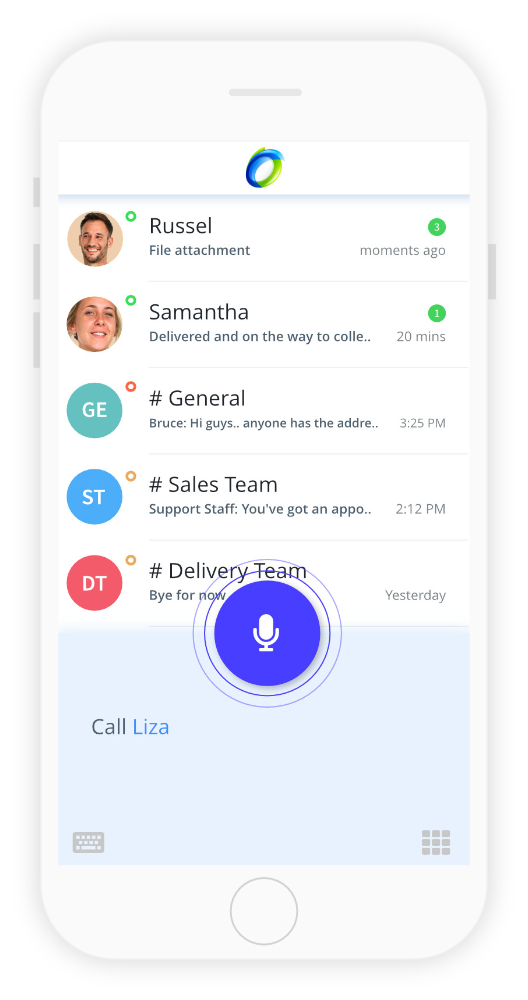 Russel
3
File attachment
moments ago
Samantha
1
Delivered and on the way to colle..
20 mins
GE
# General
Bruce: Hi guys.. anyone has the addre..
3:25 PM
ST
# Sales Team
Support Staff: You've got an appo..
2:12 PM
DT
# Delivery Team
Bye for now
Yesterday
Call Liza